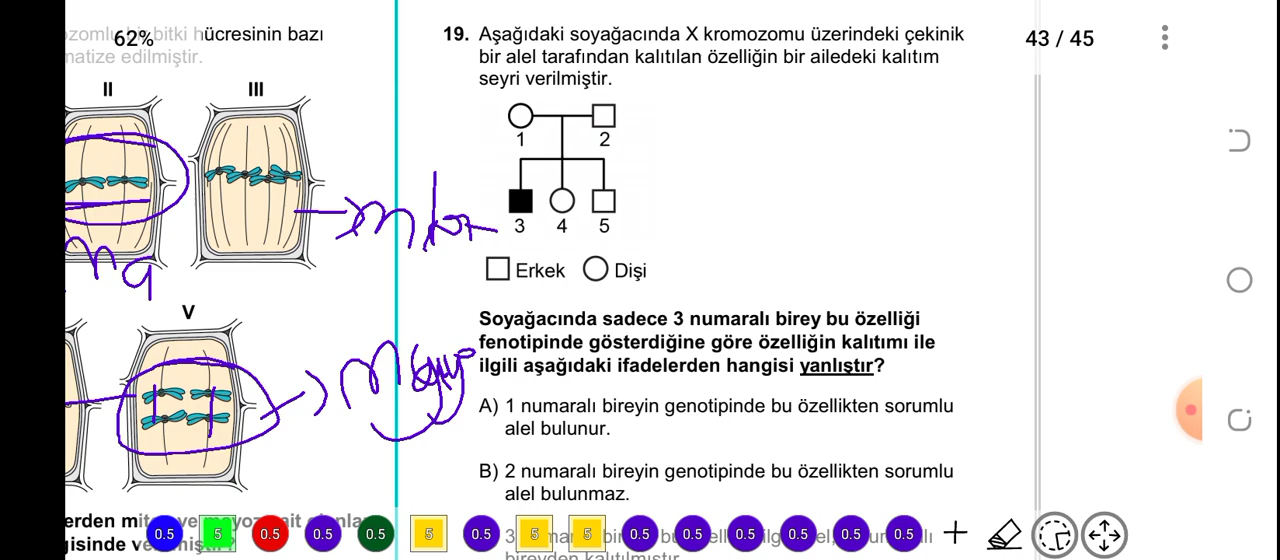 62%
43 / 45
bitki hücresinin bazı
natize edilmiştir.
II
III
V
19. Aşağıdaki soyağacında X kromozomu üzerindeki çekinik
bir alel tarafından kalıtılan özelliğin bir ailedeki kalıtım
seyri verilmiştir.
1
2
3
4
5
Erkek
Dişi
Soyağacında sadece 3 numaralı birey bu özelliği
fenotipinde gösterdiğine göre özelliğin kalıtımı ile
ilgili aşağıdaki ifadelerden hangisi yanlıştır?
A) 1 numaralı bireyin genotipinde bu özellikten sorumlu
alel bulunur.
B) 2 numaralı bireyin genotipinde bu özellikten sorumlu
alel bulunmaz.
bireyden kalıtılmıştır
0.5 5 0.5 0.5 0.5 5 0.5 5 5 0.5 0.5 0.5 0.5 0.5 0.5